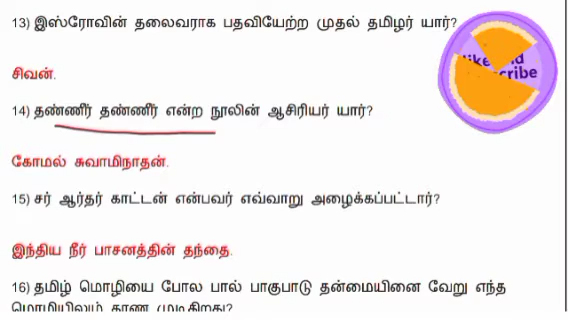 13) இஸ்ரோவின் தலைவராக பதவியேற்ற முதல் தமிழர் யார்?
சிவன்.
14) தண்ணீர் தண்ணீர் என்ற நூலின் ஆசிரியர் யார்?
கோமல் சுவாமிநாதன்.
15) சர் ஆர்தர் காட்டன் என்பவர் எவ்வாறு அழைக்கப்பட்டார்?
இந்திய நீர் பாசனத்தின் தந்தை.
16) தமிழ் மொழியை போல பால் பாகுபாடு தன்மையினை வேறு எந்த
மொழியிலும் காண முடிகிறது?